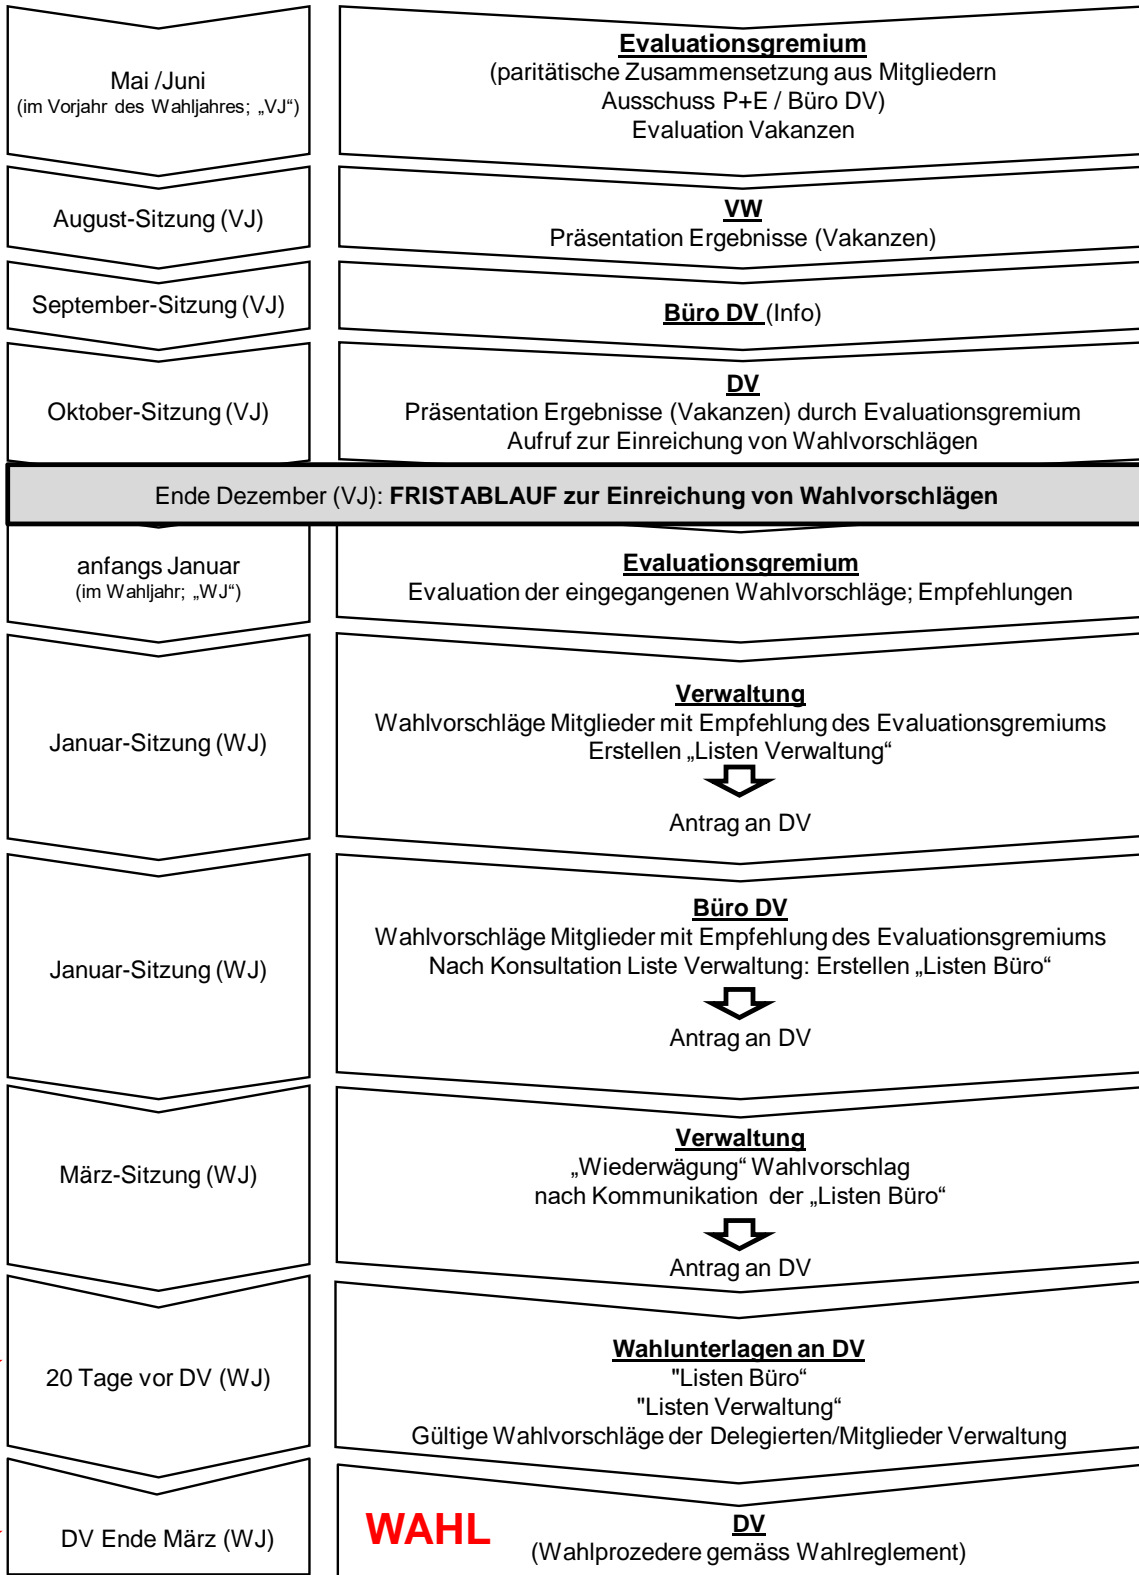 Mai /Juni
(im Vorjahr des Wahljahres; „VJ“)
Evaluationsgremium
(paritätische Zusammensetzung aus Mitgliedern
Ausschuss P+E / Büro DV)
Evaluation Vakanzen
August-Sitzung (VJ)
VW
Präsentation Ergebnisse (Vakanzen)
September-Sitzung (VJ)
Büro DV (Info)
Oktober-Sitzung (VJ)
DV
Präsentation Ergebnisse (Vakanzen) durch Evaluationsgremium
Aufruf zur Einreichung von Wahlvorschlägen
Ende Dezember (VJ): FRISTABLAUF zur Einreichung von Wahlvorschlägen
anfangs Januar
(im Wahljahr; „WJ“)
Evaluationsgremium
Evaluation der eingegangenen Wahlvorschläge; Empfehlungen
Januar-Sitzung (WJ)
Verwaltung
Wahlvorschläge Mitglieder mit Empfehlung des Evaluationsgremiums
Erstellen „Listen Verwaltung“
Antrag an DV
Januar-Sitzung (WJ)
Büro DV
Wahlvorschläge Mitglieder mit Empfehlung des Evaluationsgremiums
Nach Konsultation Liste Verwaltung: Erstellen „Listen Büro“
Antrag an DV
März-Sitzung (WJ)
Verwaltung
„Wiederwägung“ Wahlvorschlag
nach Kommunikation der „Listen Büro“
Antrag an DV
20 Tage vor DV (WJ)
Wahlunterlagen an DV
"Listen Büro“
"Listen Verwaltung“
Gültige Wahlvorschläge der Delegierten/Mitglieder Verwaltung
DV Ende März (WJ)
WAHL
DV
(Wahlprozedere gemäss Wahlreglement)